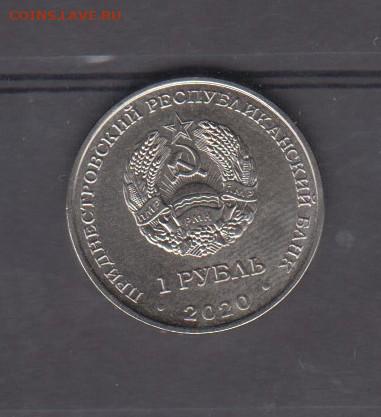 COINS.LAVE.RU
ПРИДНЕСТРОВСКИЙ РЕСПУБЛИКАНСКИЙ БАНК
1 РУБЛЬ
2020